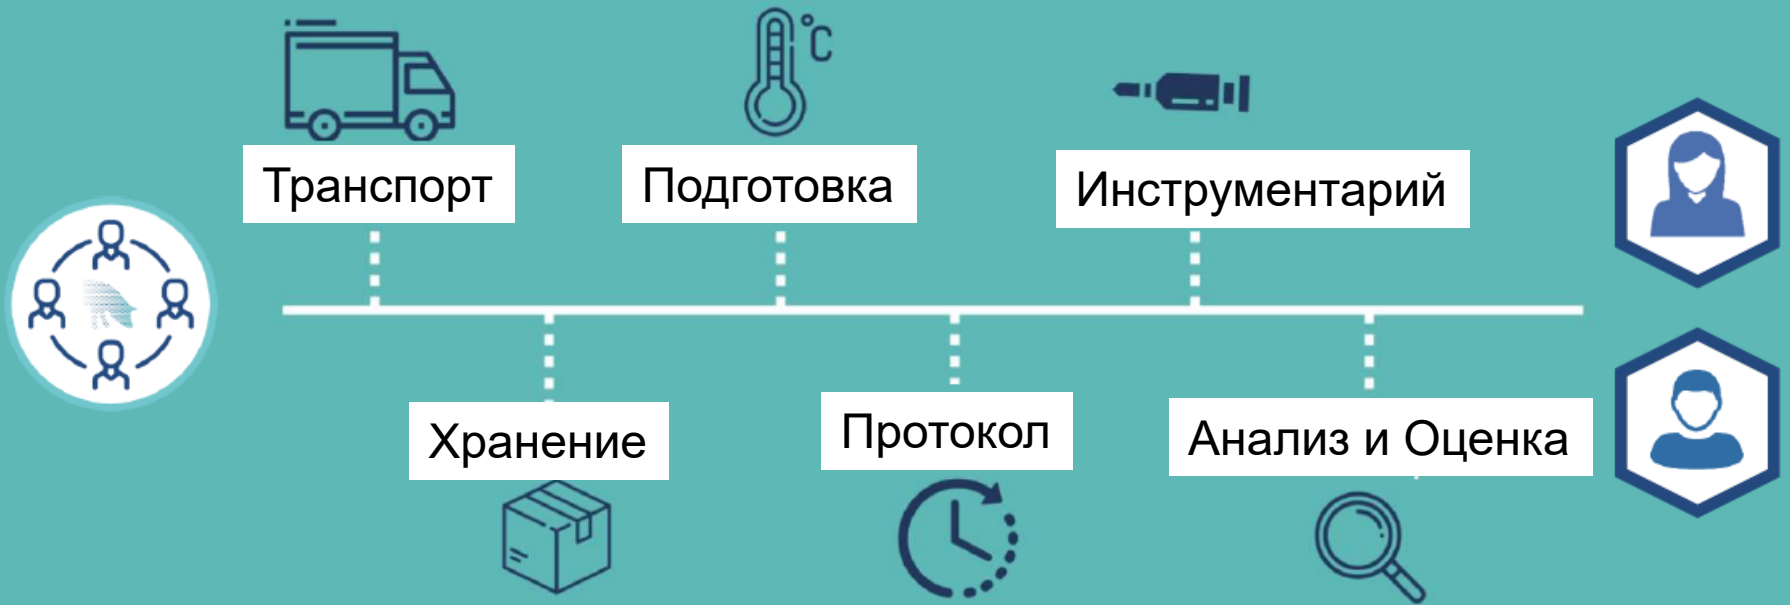 °C
Транспорт
Подготовка
Инструментарий
Хранение
Протокол
Анализ и Оценка